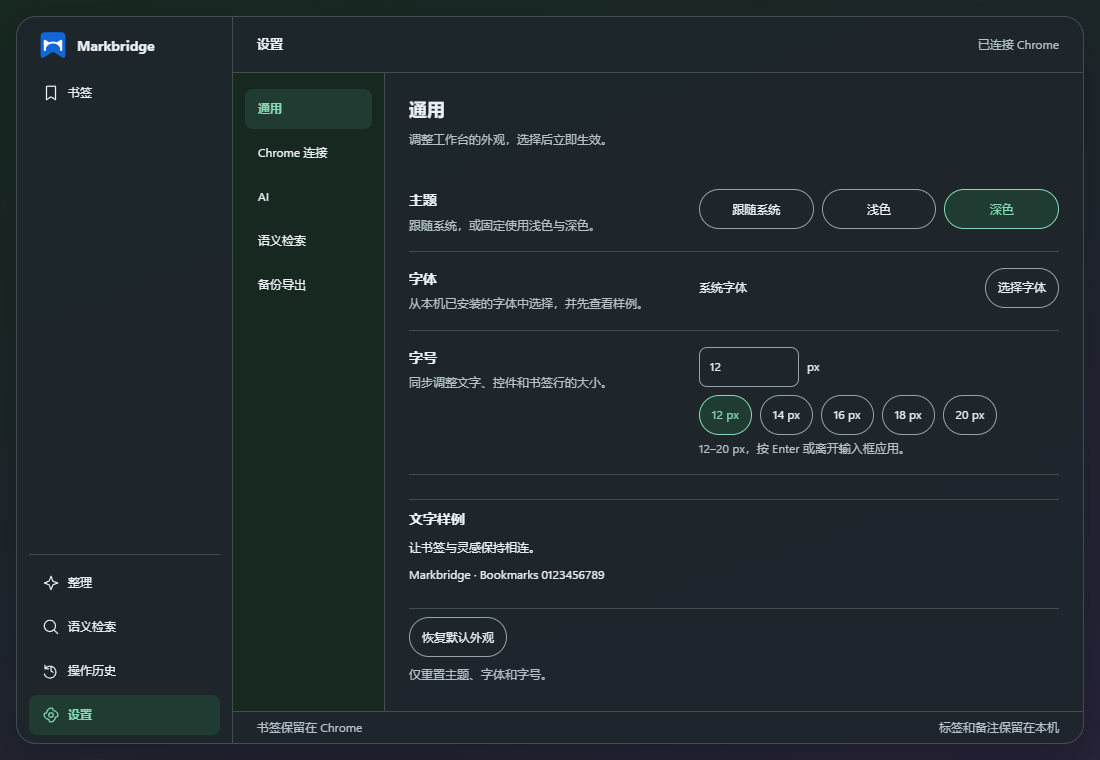 Markbridge
书签
整理
语义检索
操作历史
设置
设置
已连接 Chrome
通用
Chrome 连接
AI
语义检索
备份导出
通用
调整工作台的外观，选择后立即生效。
主题
跟随系统，或固定使用浅色与深色。
跟随系统
浅色
深色
字体
从本机已安装的字体中选择，并先查看样例。
系统字体
选择字体
字号
同步调整文字、控件和书签行的大小。
12
px
12 px
14 px
16 px
18 px
20 px
12–20 px，按 Enter 或离开输入框应用。
文字样例
让书签与灵感保持相连。
Markbridge · Bookmarks 0123456789
恢复默认外观
仅重置主题、字体和字号。
书签保留在 Chrome
标签和备注保留在本机